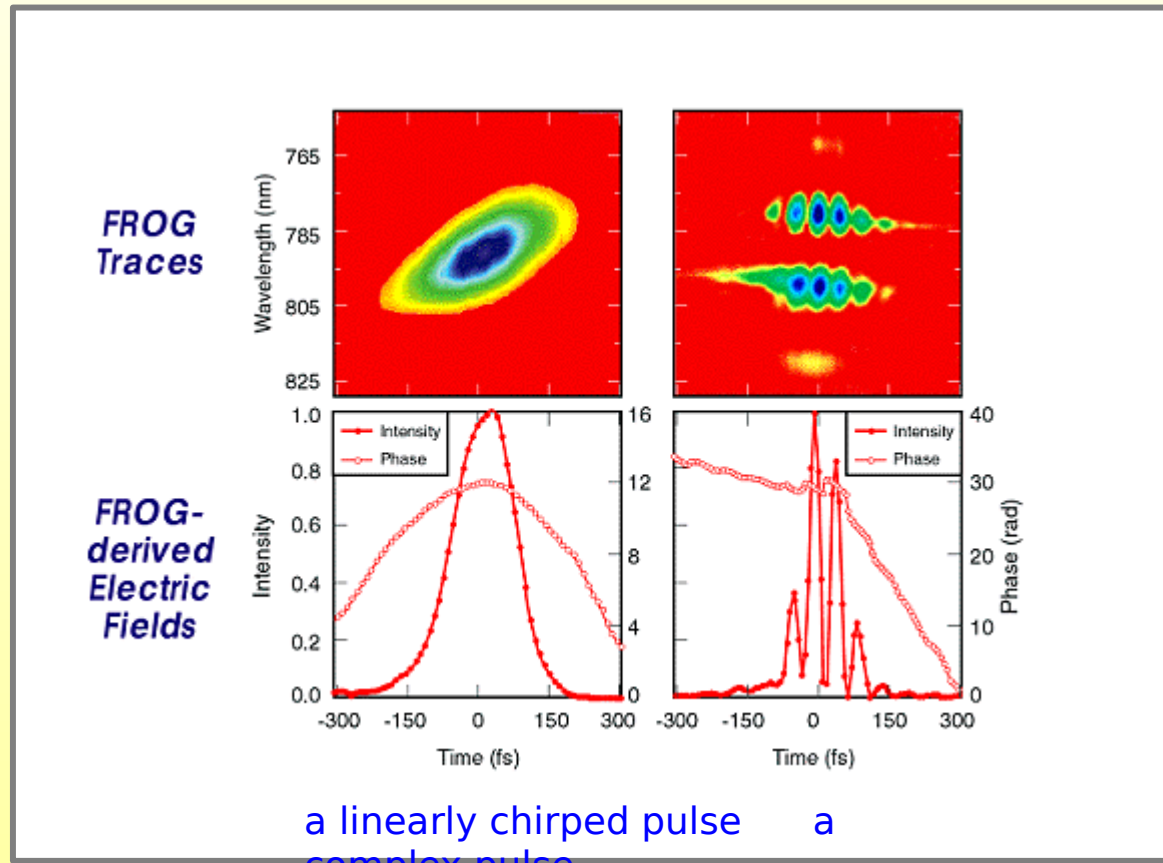 FROG
Traces
Wavelength (nm)
765
785
805
825
FROG-
derived
Electric
Fields
Intensity
1.0
0.8
0.6
0.4
0.2
0.0
Intensity
Phase
16
12
8
4
0
-300 -150 0 150 300
Time (fs)
Intensity
Phase
40
30
20
10
0
Phase (rad)
-300 -150 0 150 300
Time (fs)
a linearly chirped pulse a
complex pulse